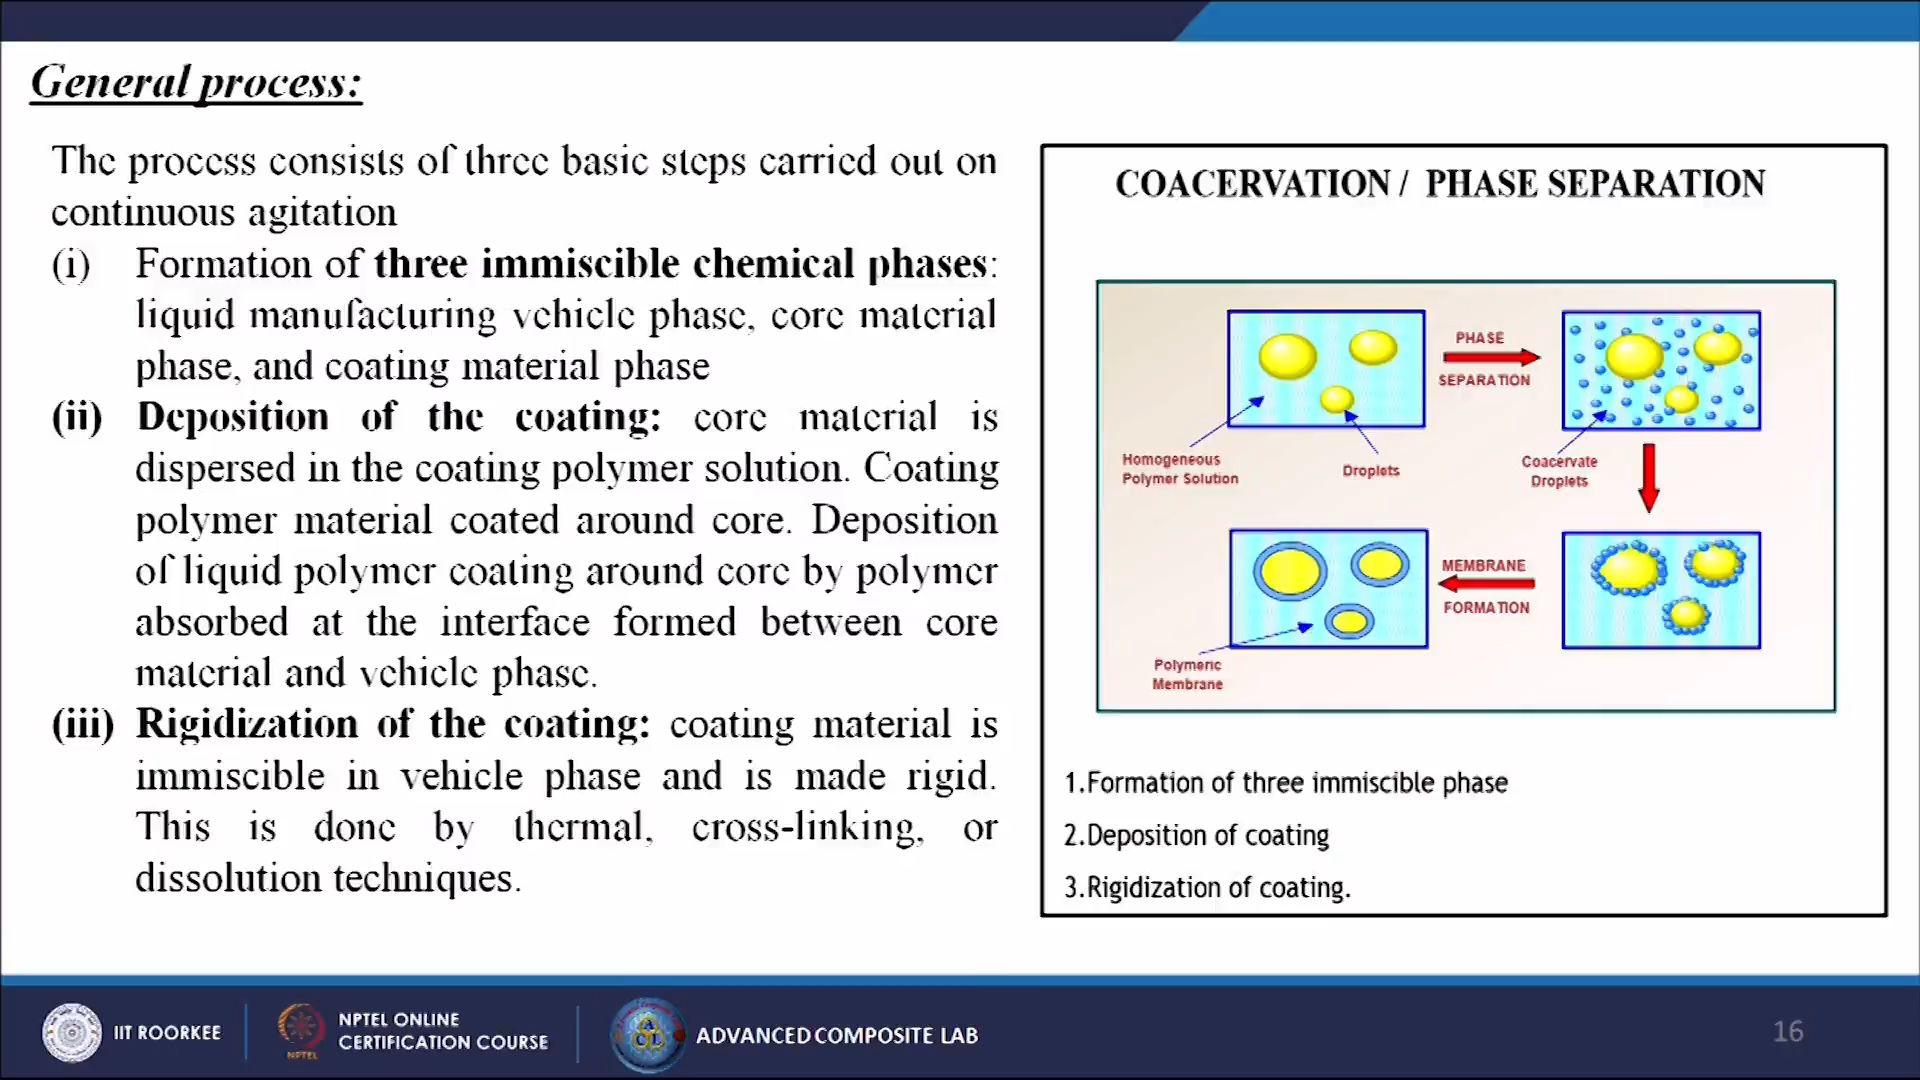 General process:
The process consists of three basic steps carried out on
continuous agitation
(i) Formation of three immiscible chemical phases:
liquid manufacturing vehicle phase, core material
phase, and coating material phase
(ii) Deposition of the coating: core material is
dispersed in the coating polymer solution. Coating
polymer material coated around core. Deposition
of liquid polymer coating around core by polymer
absorbed at the interface formed between core
material and vehicle phase.
(iii) Rigidization of the coating: coating material is
immiscible in vehicle phase and is made rigid.
This is done by thermal, cross-linking, or
dissolution techniques.
COACERVATION / PHASE SEPARATION
PHASE
SEPARATION
Homogeneous
Polymer Solution
Droplets
Coacervate
Droplets
MEMBRANE
FORMATION
Polymeric
Membrane
1.Formation of three immiscible phase
2.Deposition of coating
3.Rigidization of coating.
IIT ROORKEE
NPTEL
NPTEL ONLINE
CERTIFICATION COURSE
ACL
ADVANCED COMPOSITE LAB
16